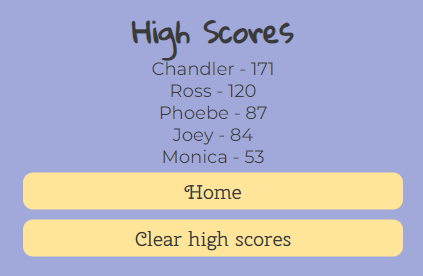 High Scores
Chandler - 171
Ross - 120
Phoebe - 87
Joey - 84
Monica - 53
Home
Clear high scores